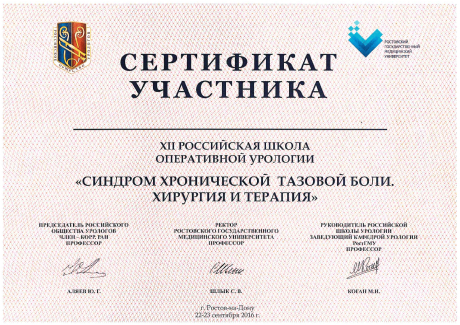 РОСТОВСКИЙ
ГОСУДАРСТВЕННЫЙ
МЕДИЦИНСКИЙ
УНИВЕРСИТЕТ
СЕРТИФИКАТ
УЧАСТНИКА
XII РОССИЙСКАЯ ШКОЛА
ОПЕРАТИВНОЙ УРОЛОГИИ
«СИНДРОМ ХРОНИЧЕСКОЙ ТАЗОВОЙ БОЛИ.
ХИРУРГИЯ И ТЕРАПИЯ»
ПРЕДСЕДАТЕЛЬ РОССИЙСКОГО
ОБЩЕСТВА УРОЛОГОВ
ЧЛЕН - КОРР. РАН
ПРОФЕССОР
РЕКТОР
РОСТОВСКОГО ГОСУДАРСТВЕННОГО
МЕДИЦИНСКОГО УНИВЕРСИТЕТА
ПРОФЕССОР
РУКОВОДИТЕЛЬ РОССИЙСКОЙ
ШКОЛЫ УРОЛОГИИ
ЗАВЕДУЮЩИЙ КАФЕДРОЙ УРОЛОГИИ
РостГМУ
ПРОФЕССОР
АЛЯЕВ Ю. Г.
ШЛЫК С. В.
КОГАН М.И.
г. Ростов-на-Дону
22-23 сентября 2016 г.